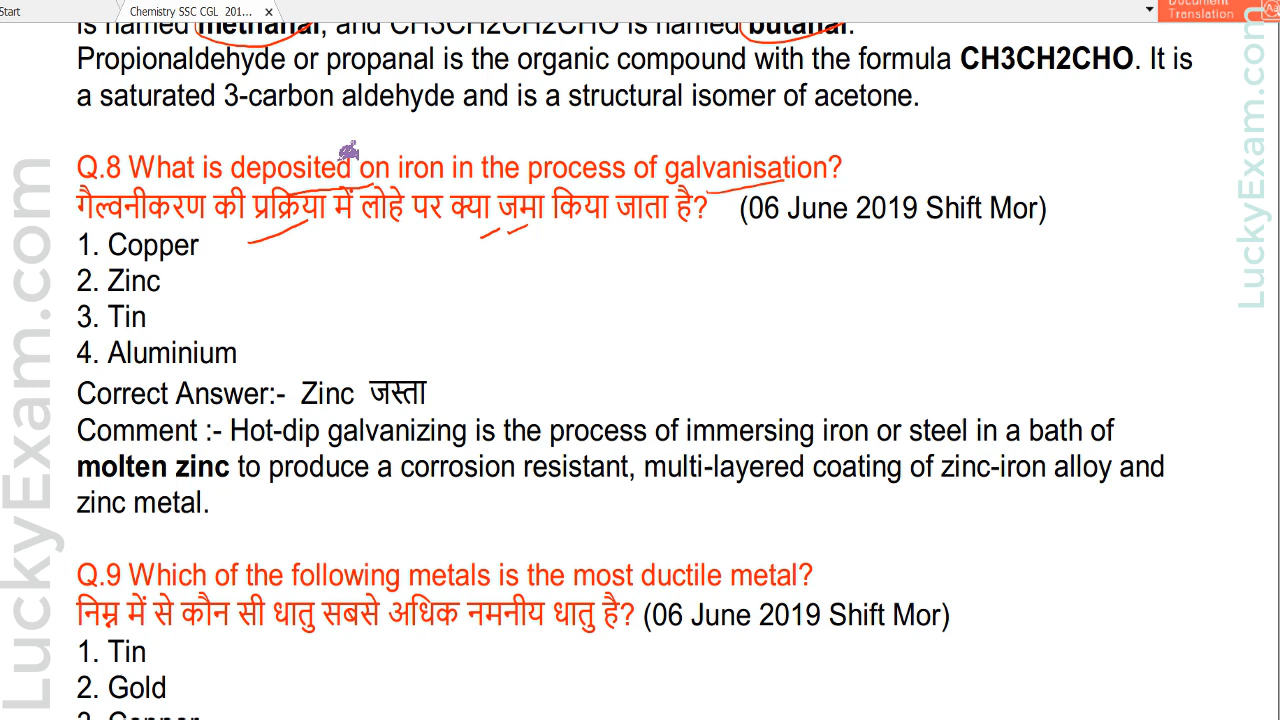 Start
Chemistry SSC CGL 201... ×
Document
Translation
is named methanal, and CH3CH2CH2CHO is named butanal.
Propionaldehyde or propanal is the organic compound with the formula CH3CH2CHO. It is
a saturated 3-carbon aldehyde and is a structural isomer of acetone.
Q.8 What is deposited on iron in the process of galvanisation?
गैल्वनीकरण की प्रक्रिया में लोहे पर क्या जमा किया जाता है? (06 June 2019 Shift Mor)
1. Copper
2. Zinc
3. Tin
4. Aluminium
Correct Answer:- Zinc जस्ता
Comment :- Hot-dip galvanizing is the process of immersing iron or steel in a bath of
molten zinc to produce a corrosion resistant, multi-layered coating of zinc-iron alloy and
zinc metal.
Q.9 Which of the following metals is the most ductile metal?
निम्न में से कौन सी धातु सबसे अधिक नमनीय धातु है? (06 June 2019 Shift Mor)
1. Tin
2. Gold
3. Copper
LuckyExam.com
LuckyExam.com